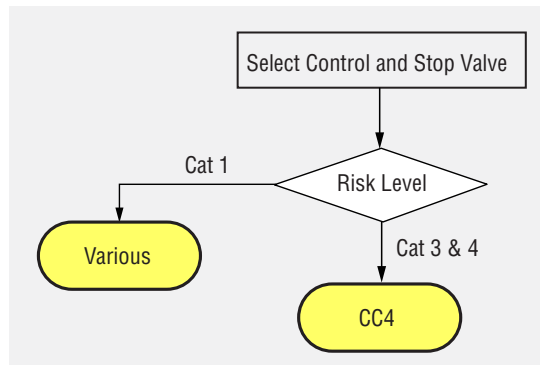 Select Control and Stop Valve
Risk Level
Cat 1
Various
Cat 3 & 4
CC4